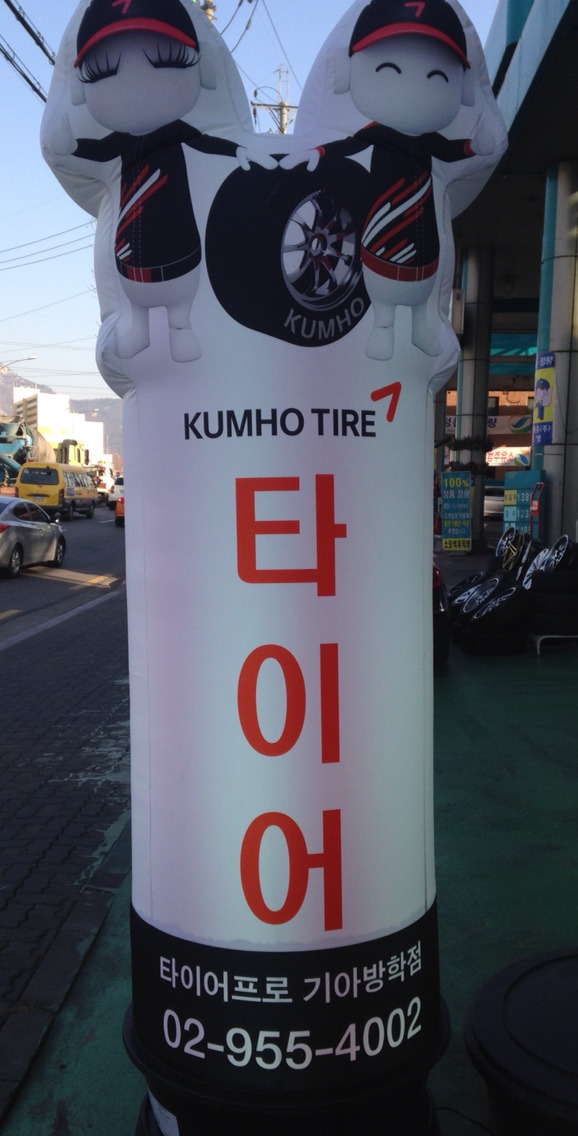 KUMHO
KUMHO TIRE
타
이
어
타이어프로 기아방학점
02-955-4002
100%